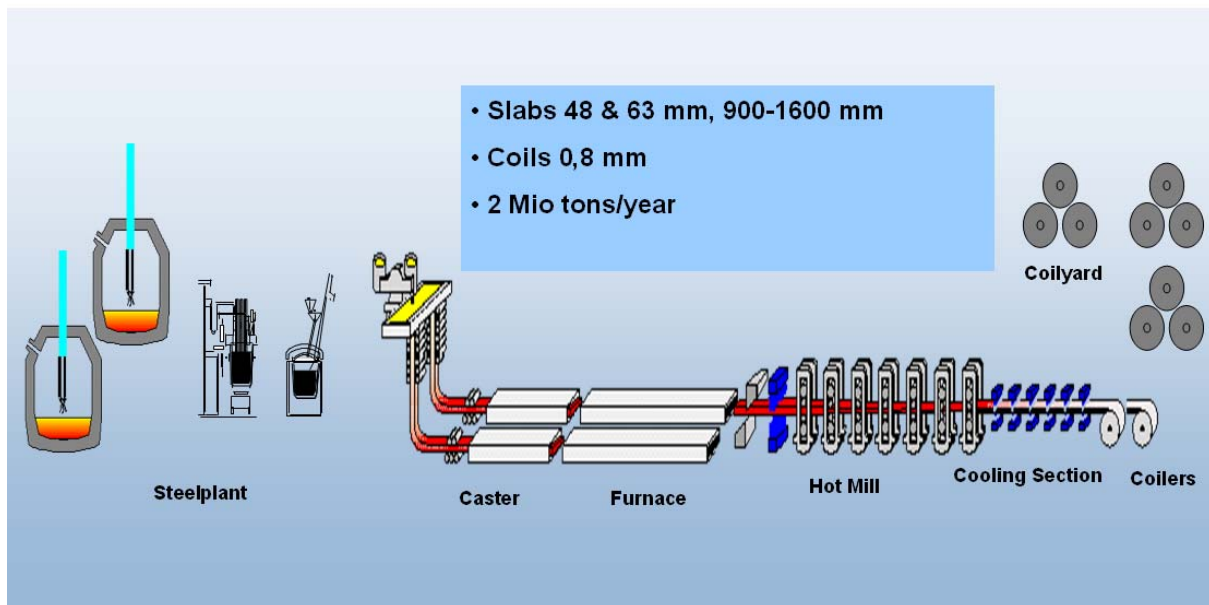 • Slabs 48 & 63 mm, 900-1600 mm
• Coils 0,8 mm
• 2 Mio tons/year
Coilyard
Steelplant
Caster
Furnace
Hot Mill
Cooling Section
Coilers